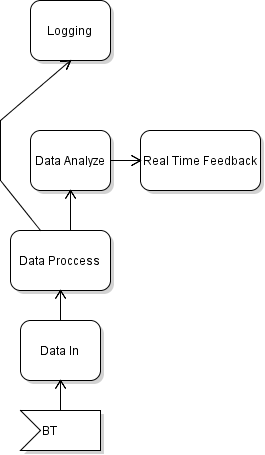 Logging
Data Analyze
Real Time Feedback
Data Proccess
Data In
BT